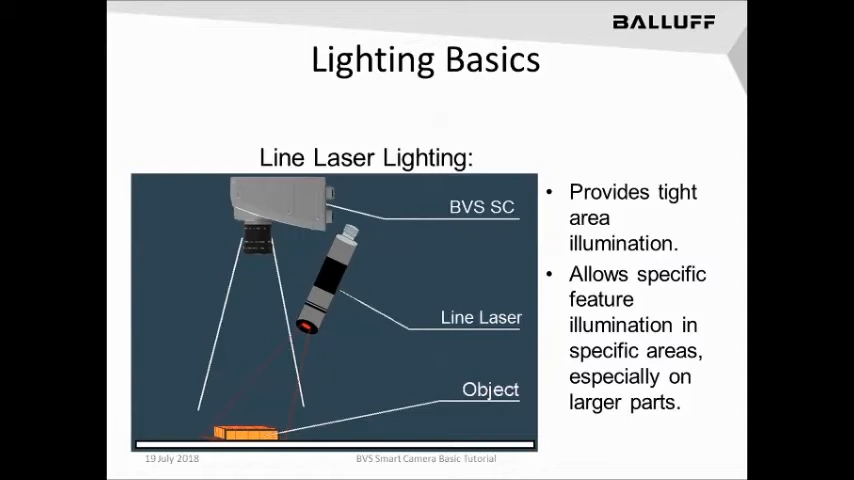 BALLUFF
Lighting Basics
Line Laser Lighting:
BVS SC
Line Laser
Object
• Provides tight
area
illumination.
• Allows specific
feature
illumination in
specific areas,
especially on
larger parts.
19 July 2018
BVS Smart Camera Basic Tutorial